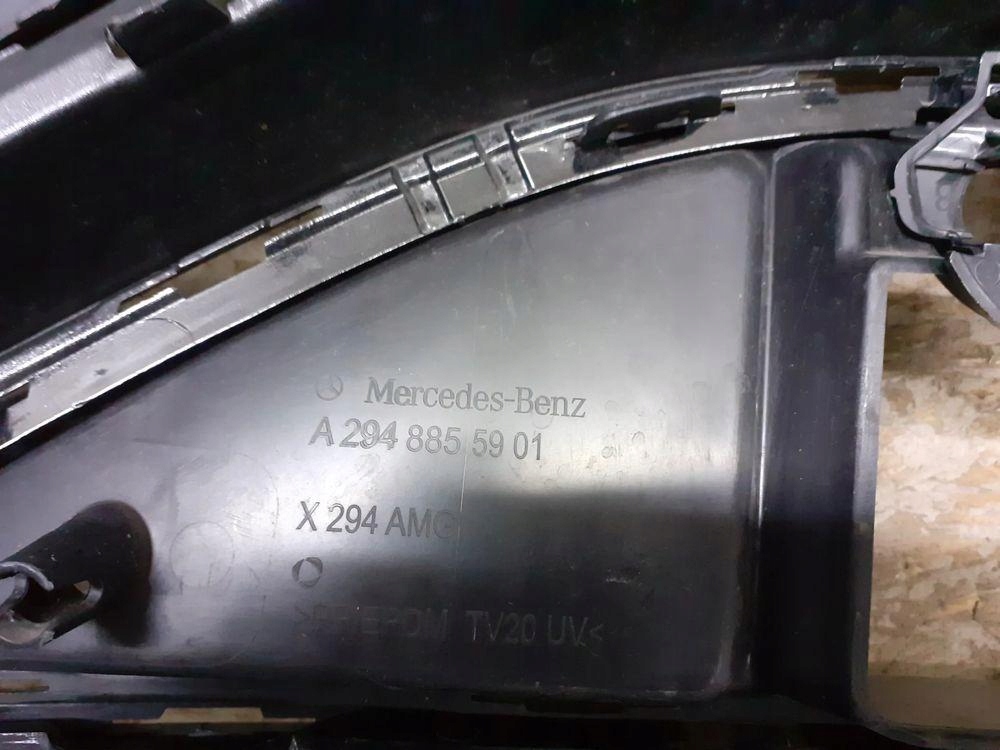 Mercedes-Benz
A 294 885 59 01
X 294 AMG
TV20 UV<